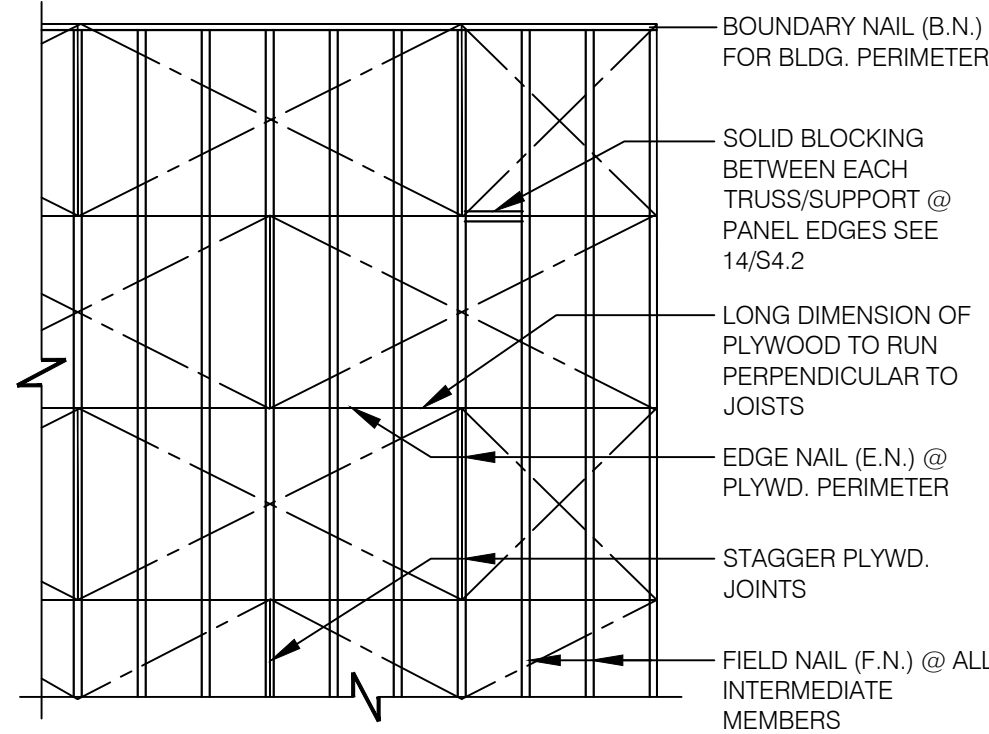 BOUNDARY NAIL (B.N.)
FOR BLDG. PERIMETER
SOLID BLOCKING
BETWEEN EACH
TRUSS/SUPPORT @
PANEL EDGES SEE
14/S4.2
LONG DIMENSION OF
PLYWOOD TO RUN
PERPENDICULAR TO
JOISTS
EDGE NAIL (E.N.) @
PLYWD. PERIMETER
STAGGER PLYWD.
JOINTS
FIELD NAIL (F.N.) @ ALL
INTERMEDIATE
MEMBERS